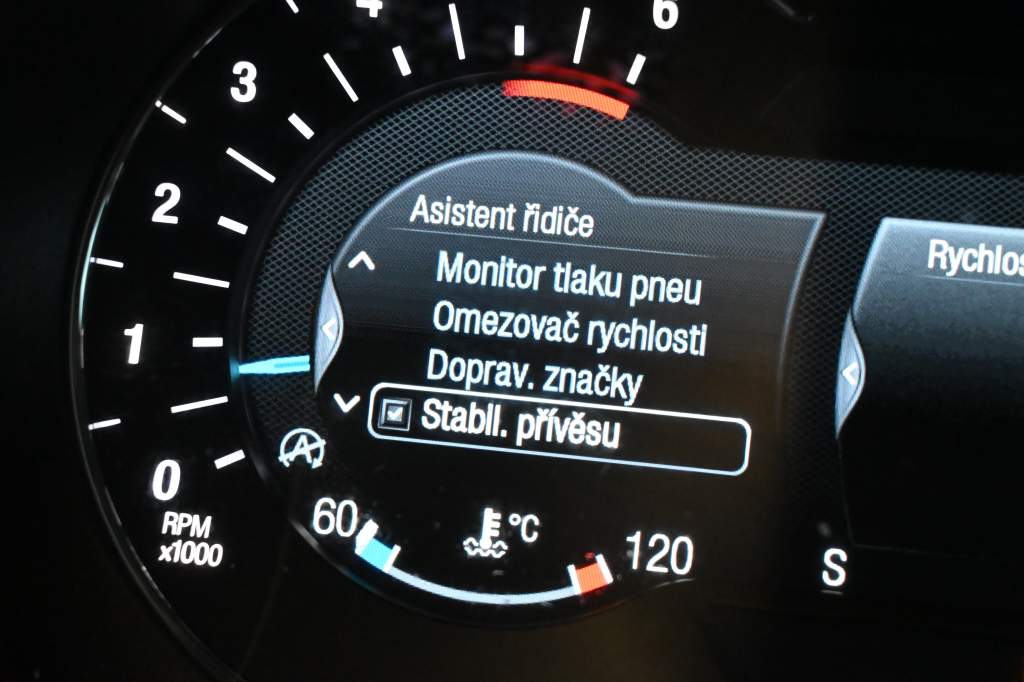 4
6
3
2
1
0
RPM
x1000
Asistent řidiče
Monitor tlaku pneu
Omezovač rychlosti
Doprav. značky
Stabil. přívěsu
A
60
°C
120
S
Rychlos